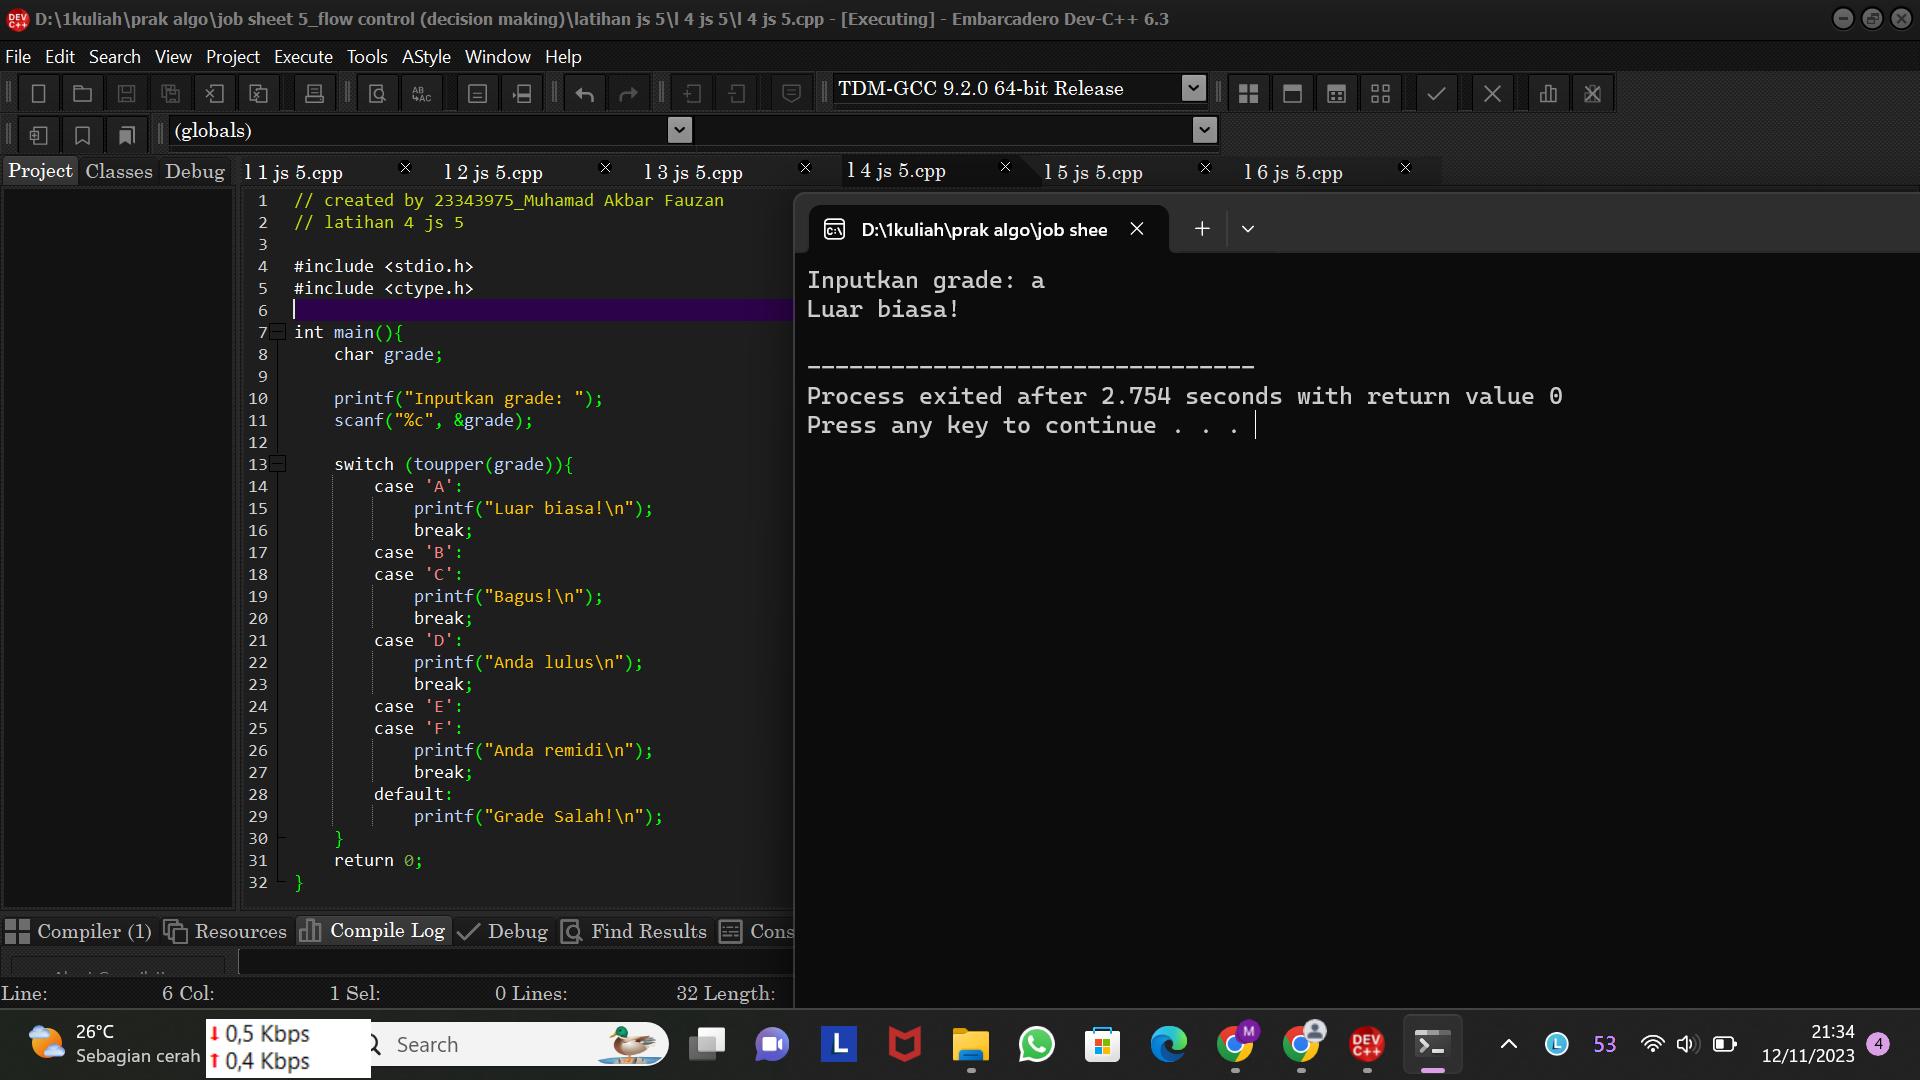 D:\1kuliah\prak algo\job sheet 5_flow control (decision making)\latihan js 5\l 4 js 5\l 4 js 5.cpp - [Executing] - Embarcadero Dev-C++ 6.3
File Edit Search View Project Execute Tools AStyle Window Help
TDM-GCC 9.2.0 64-bit Release
(globals)
Project Classes Debug l 1 js 5.cpp l 2 js 5.cpp l 3 js 5.cpp l 4 js 5.cpp l 5 js 5.cpp l 6 js 5.cpp
1 // created by 23343975_Muhamad Akbar Fauzan
2 // latihan 4 js 5
3
4 #include <stdio.h>
5 #include <ctype.h>
6
7 int main(){
8 char grade;
9
10 printf("Inputkan grade: ");
11 scanf("%c", &grade);
12
13 switch (toupper(grade)){
14 case 'A':
15 printf("Luar biasa!\n");
16 break;
17 case 'B':
18 case 'C':
19 printf("Bagus!\n");
20 break;
21 case 'D':
22 printf("Anda lulus\n");
23 break;
24 case 'E':
25 case 'F':
26 printf("Anda remidi\n");
27 break;
28 default:
29 printf("Grade Salah!\n");
30 }
31 return 0;
32 }
D:\1kuliah\prak algo\job shee
Inputkan grade: a
Luar biasa!
--------------------------------
Process exited after 2.754 seconds with return value 0
Press any key to continue . . .
Compiler (1) Resources Compile Log Debug Find Results Cons
Line: 6 Col: 1 Sel: 0 Lines: 32 Length:
26°C
Sebagian cerah
↓ 0,5 Kbps
↑ 0,4 Kbps
Search
L
M
DEV C++
L
53
21:34
12/11/2023
4